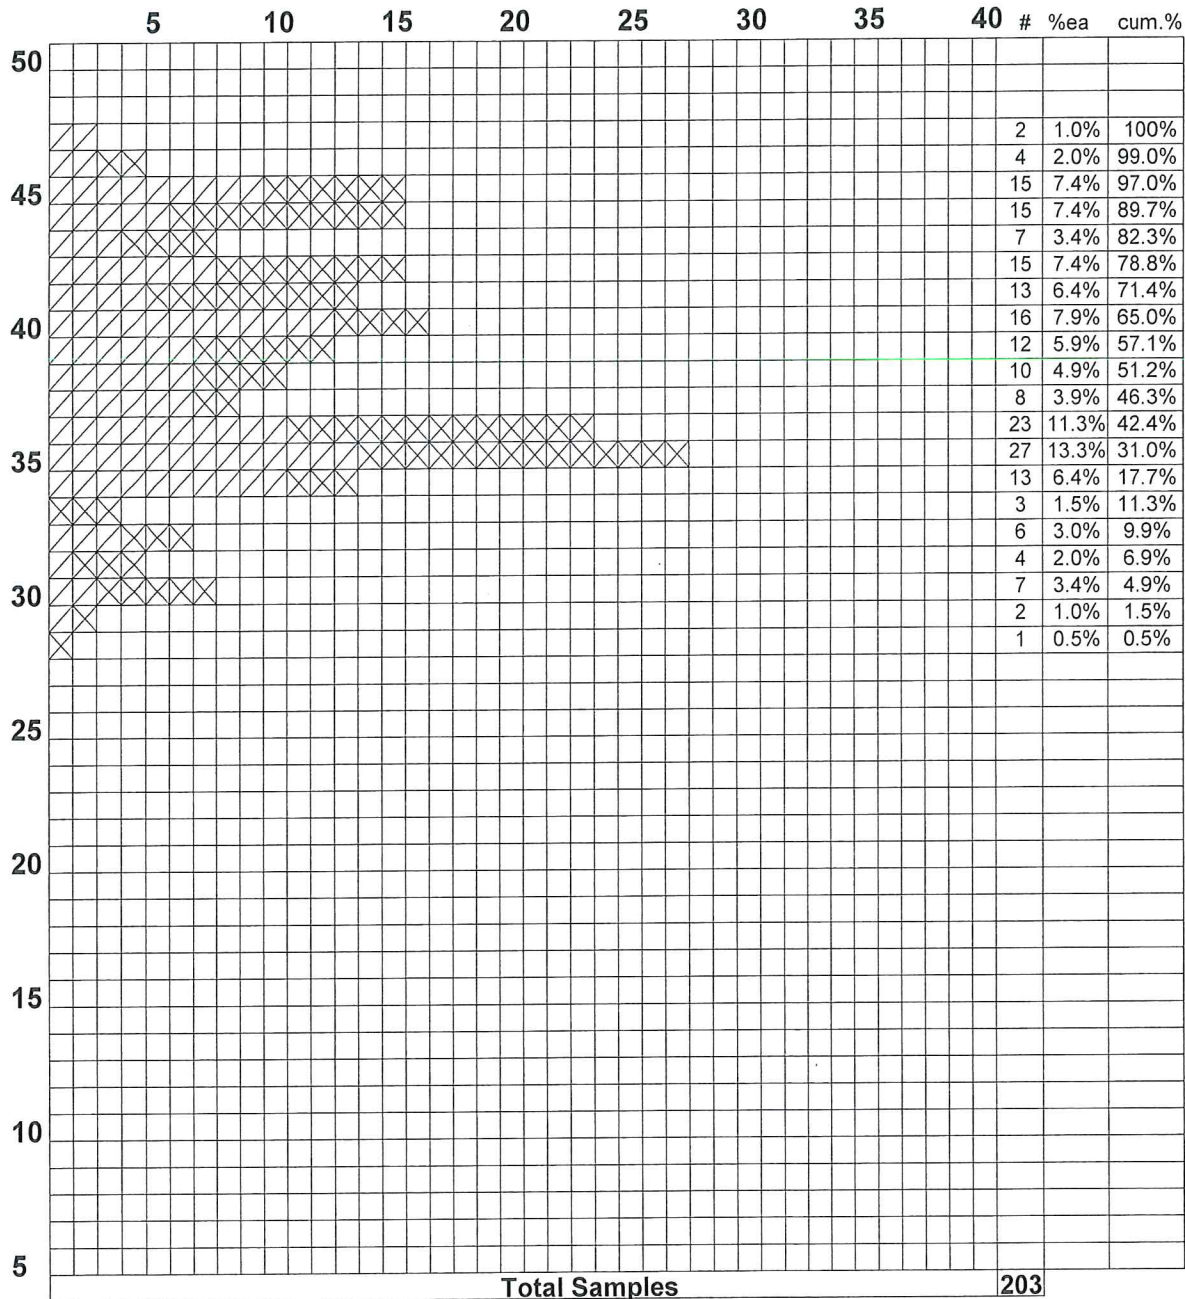 5 10 15 20 25 30 35 40 # %ea cum.%
50
2 1.0% 100%
4 2.0% 99.0%
45 15 7.4% 97.0%
15 7.4% 89.7%
7 3.4% 82.3%
15 7.4% 78.8%
13 6.4% 71.4%
40 16 7.9% 65.0%
12 5.9% 57.1%
10 4.9% 51.2%
8 3.9% 46.3%
23 11.3% 42.4%
35 27 13.3% 31.0%
13 6.4% 17.7%
3 1.5% 11.3%
6 3.0% 9.9%
4 2.0% 6.9%
30 7 3.4% 4.9%
2 1.0% 1.5%
1 0.5% 0.5%
25
20
15
10
5
Total Samples 203